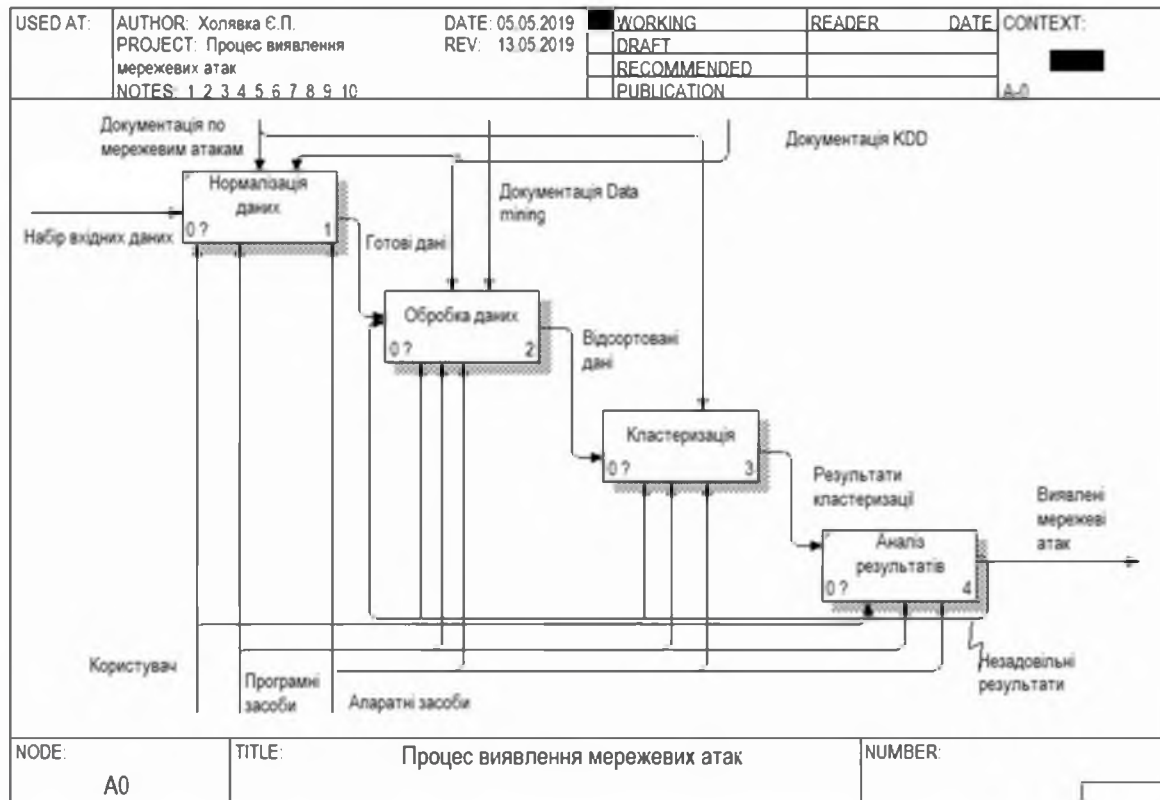 USED AT:
AUTHOR: Холявка Є.П.
DATE: 05.05.2019
PROJECT: Процес виявлення
REV: 13.05.2019
мережевих атак
NOTES: 1 2 3 4 5 6 7 8 9 10
WORKING
DRAFT
RECOMMENDED
PUBLICATION
READER
DATE
CONTEXT:
A-0
Документація по
мережевим атакам
Документація KDD
Нормалізація
даних
0 ?
1
Набір вхідних даних
Документація Data
mining
Готові дані
Обробка даних
0 ?
2
Відсортовані
дані
Кластеризація
0 ?
3
Результати
кластеризації
Виявлені
мережеві
атак
Аналіз
результатів
0 ?
4
Користувач
Програмні
засоби
Апаратні засоби
Незадовільні
результати
NODE:
A0
TITLE:
Процес виявлення мережевих атак
NUMBER: